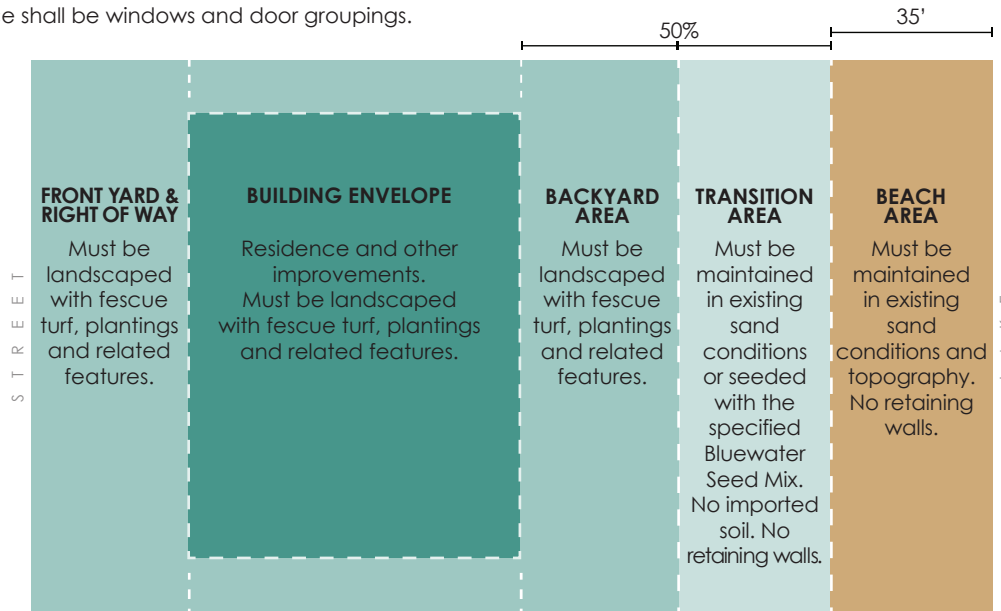 e shall be windows and door groupings.
50%
35’
STREET
FRONT YARD &
RIGHT OF WAY
Must be
landscaped
with fescue
turf, plantings
and related
features.
BUILDING ENVELOPE
Residence and other
improvements.
Must be landscaped
with fescue turf, plantings
and related features.
BACKYARD
AREA
Must be
landscaped
with fescue
turf, plantings
and related
features.
TRANSITION
AREA
Must be
maintained
in existing
sand
conditions
or seeded
with the
specified
Bluewater
Seed Mix.
No imported
soil. No
retaining walls.
BEACH
AREA
Must be
maintained
in existing
sand
conditions and
topography.
No retaining
walls.